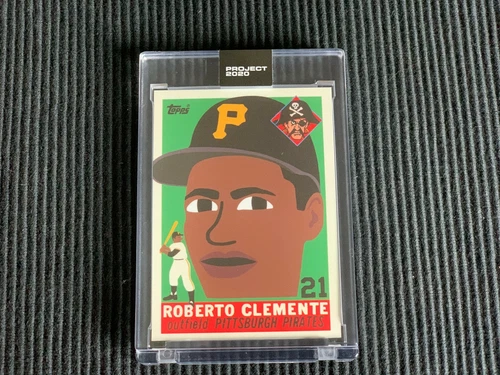 PROJECT
2020
Topps
P
21
ROBERTO CLEMENTE
outfield PITTSBURGH PIRATES